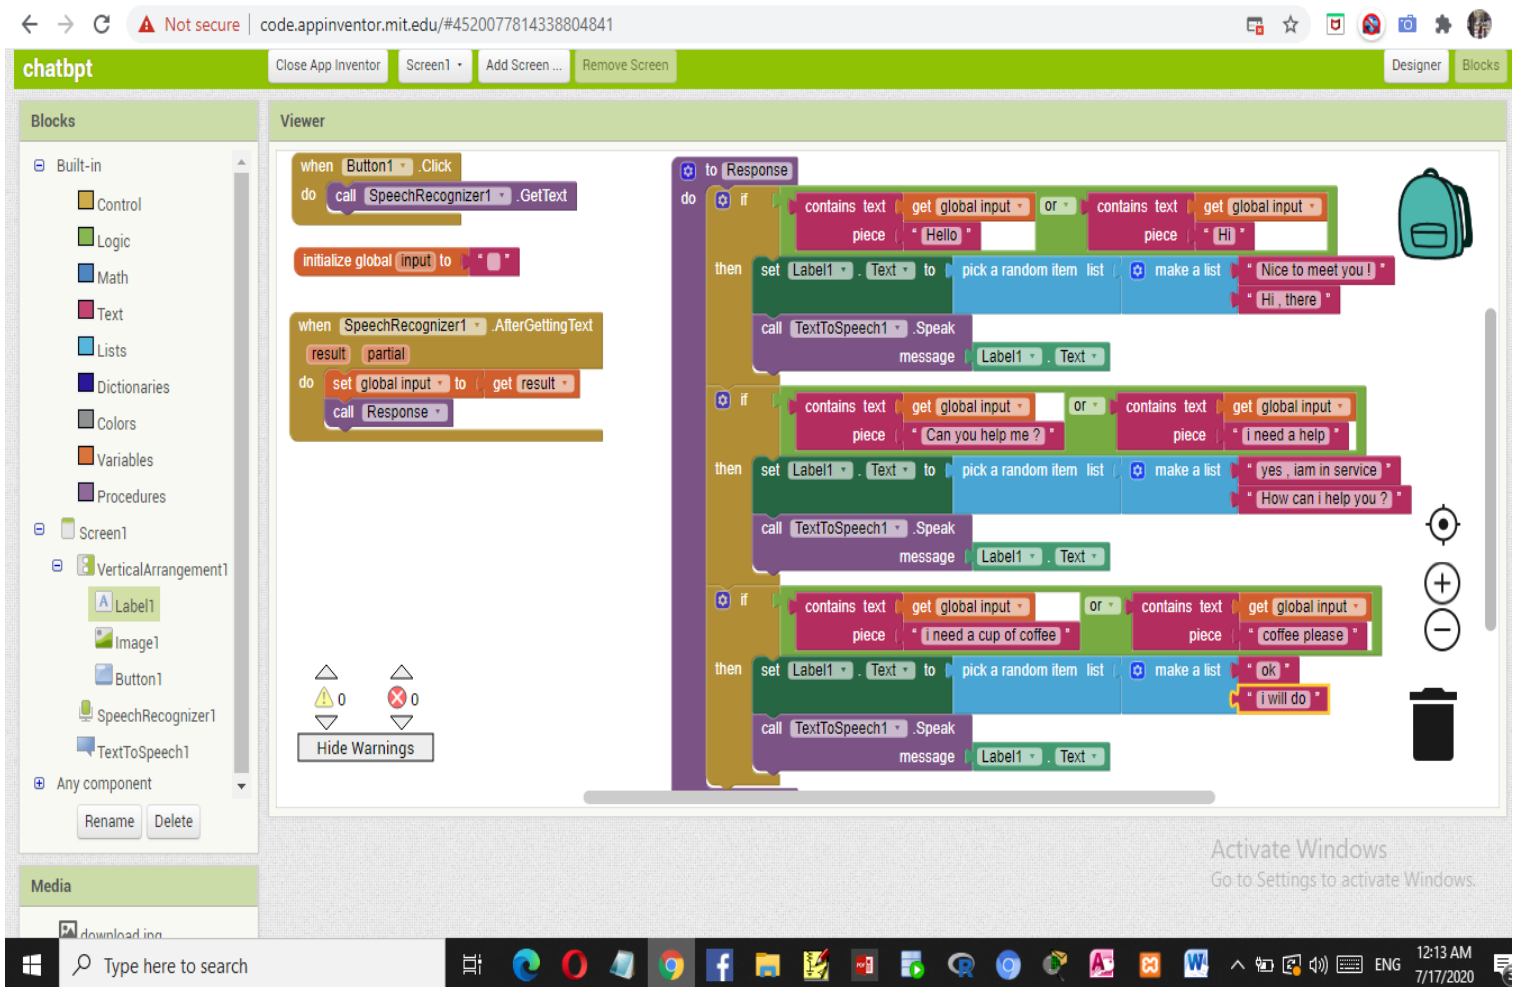 Not secure | code.appinventor.mit.edu/#4520077814338804841
chatbpt
Close App Inventor Screen1 Add Screen ... Remove Screen Designer Blocks
Blocks
Built-in
Control
Logic
Math
Text
Lists
Dictionaries
Colors
Variables
Procedures
Screen1
VerticalArrangement1
Label1
Image1
Button1
SpeechRecognizer1
TextToSpeech1
Any component
Rename Delete
Media
download.jpg
Viewer
when Button1 .Click
do call SpeechRecognizer1 .GetText
initialize global input to " "
when SpeechRecognizer1 .AfterGettingText
result partial
do set global input to get result
call Response
0 0
Hide Warnings
to Response
do if contains text get global input or contains text get global input
piece " Hello " piece " Hi "
then set Label1 . Text to pick a random item list make a list " Nice to meet you ! "
" Hi , there "
call TextToSpeech1 .Speak
message Label1 . Text
if contains text get global input or contains text get global input
piece " Can you help me ? " piece " i need a help "
then set Label1 . Text to pick a random item list make a list " yes , iam in service "
" How can i help you ? "
call TextToSpeech1 .Speak
message Label1 . Text
if contains text get global input or contains text get global input
piece " i need a cup of coffee " piece " coffee please "
then set Label1 . Text to pick a random item list make a list " ok "
" i will do "
call TextToSpeech1 .Speak
message Label1 . Text
Activate Windows
Go to Settings to activate Windows.
Type here to search
ENG
12:13 AM
7/17/2020